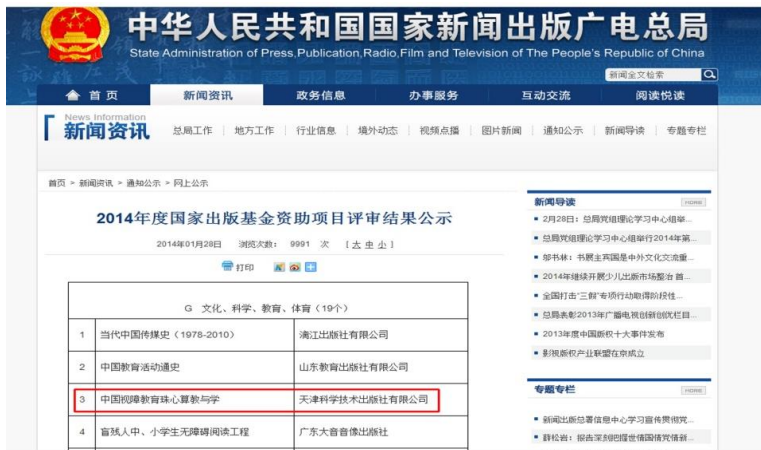 中华人民共和国国家新闻出版广电总局
State Administration of Press,Publication,Radio,Film and Television of The People's Republic of China
新闻全文检索
首页 新闻资讯 政务信息 办事服务 互动交流 阅读悦读
News Information
新闻资讯
总局工作 地方工作 行业信息 境外动态 视频点播 图片新闻 通知公示 新闻导读 专题专栏
首页 > 新闻资讯 > 通知公示 > 网上公示
2014年度国家出版基金资助项目评审结果公示
2014年01月28日 浏览次数: 9991 次 [大 中 小]
打印
G 文化、科学、教育、体育(19个)
1 当代中国传媒史(1978-2010) 漓江出版社有限公司
2 中国教育活动通史 山东教育出版社有限公司
3 中国视障教育珠心算教与学 天津科学技术出版社有限公司
4 盲残人中、小学生无障碍阅读工程 广东大音音像出版社
新闻导读 MORE
2月28日:总局党组理论学习中心组举...
总局党组理论学习中心组举行2014年第...
邬书林:书展主宾国是中外文化交流重...
2014年继续开展少儿出版市场整治 首...
全国打击“三假”专项行动取得阶段性...
总局表彰2013年广播电视创新创优栏目...
2013年度中国版权十大事件发布
影视版权产业联盟在京成立
专题专栏 MORE
新闻出版总署信息中心学习宣传贯彻党...
薛松岩:报告深刻把握世情国情党情新...